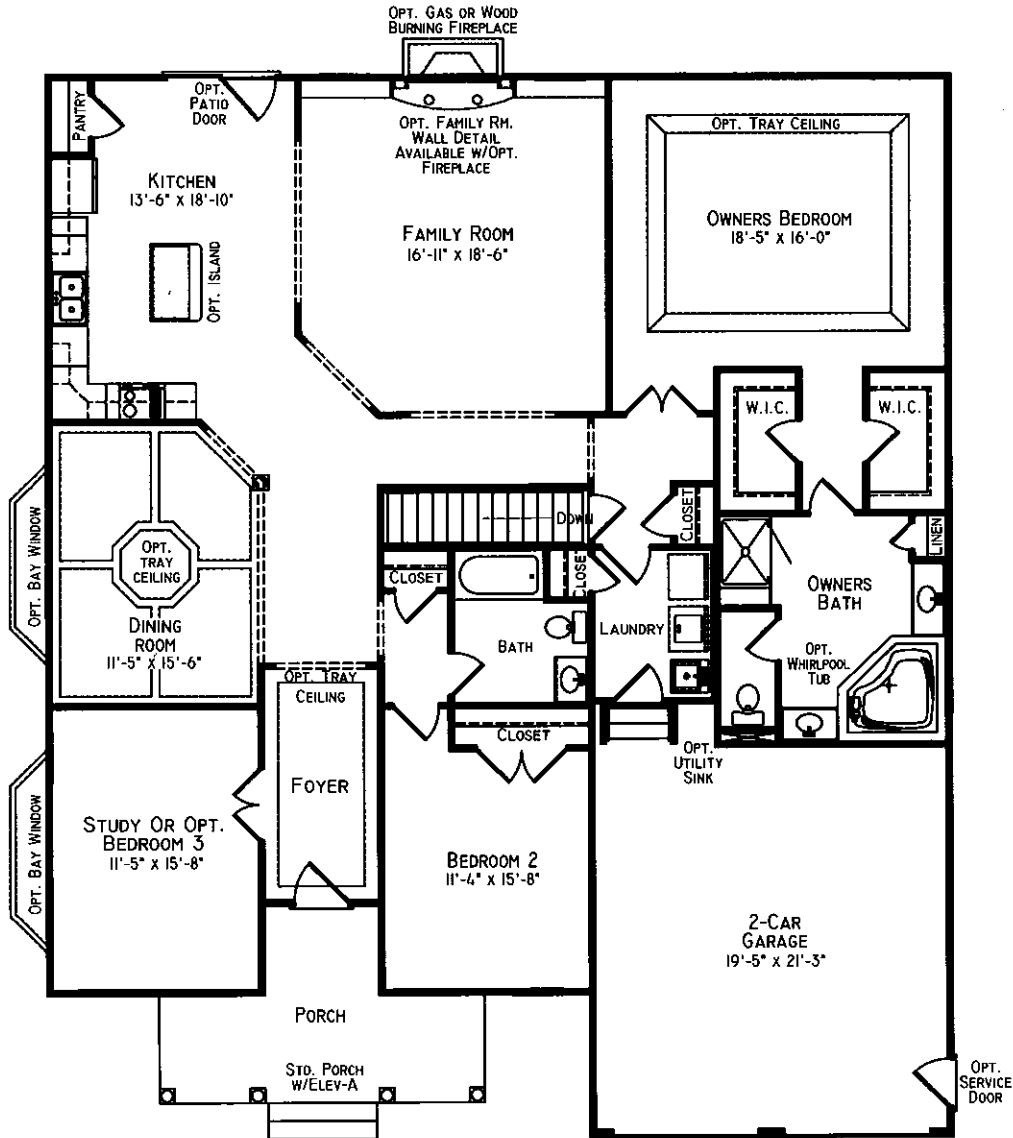 OPT. GAS OR WOOD
BURNING FIREPLACE
PANTRY
OPT.
PATIO
DOOR
OPT. FAMILY RM.
WALL DETAIL
AVAILABLE W/OPT.
FIREPLACE
OPT. TRAY CEILING
KITCHEN
13'-6" X 18'-10"
FAMILY ROOM
16'-11" X 18'-6"
OWNERS BEDROOM
18'-5" X 16'-0"
OPT. ISLAND
W.I.C.
W.I.C.
OPT. BAY WINDOW
OPT.
TRAY
CEILING
DINING
ROOM
11'-5" X 15'-6"
DOWN
CLOSET
LINEN
CLOSET
CLOSET
OWNERS
BATH
BATH
LAUNDRY
OPT.
WHIRLPOOL
TUB
OPT. TRAY
CEILING
CLOSET
OPT.
UTILITY
SINK
FOYER
OPT. BAY WINDOW
STUDY OR OPT.
BEDROOM 3
11'-5" X 15'-8"
BEDROOM 2
11'-4" X 15'-8"
2-CAR
GARAGE
19'-5" X 21'-3"
PORCH
STD. PORCH
W/ELEV-A
OPT.
SERVICE
DOOR